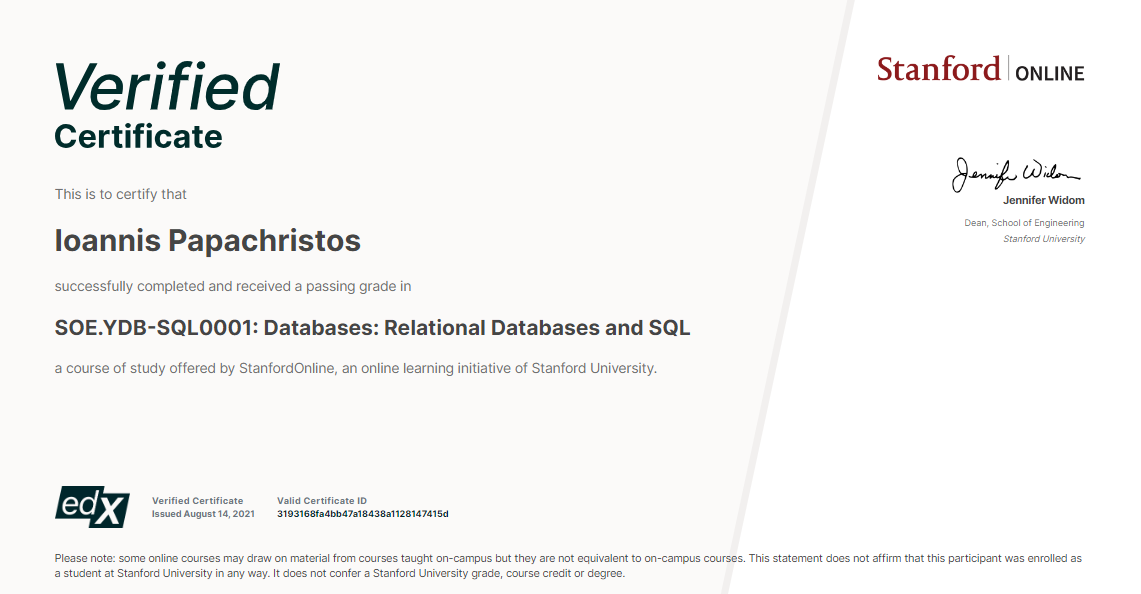 Verified
Certificate
Stanford ONLINE
This is to certify that
Ioannis Papachristos
successfully completed and received a passing grade in
SOE.YDB-SQL0001: Databases: Relational Databases and SQL
a course of study offered by StanfordOnline, an online learning initiative of Stanford University.
Jennifer Widom
Jennifer Widom
Dean, School of Engineering
Stanford University
edX
Verified Certificate
Issued August 14, 2021
Valid Certificate ID
3193168fa4bb47a18438a1128147415d
Please note: some online courses may draw on material from courses taught on-campus but they are not equivalent to on-campus courses. This statement does not affirm that this participant was enrolled as
a student at Stanford University in any way. It does not confer a Stanford University grade, course credit or degree.